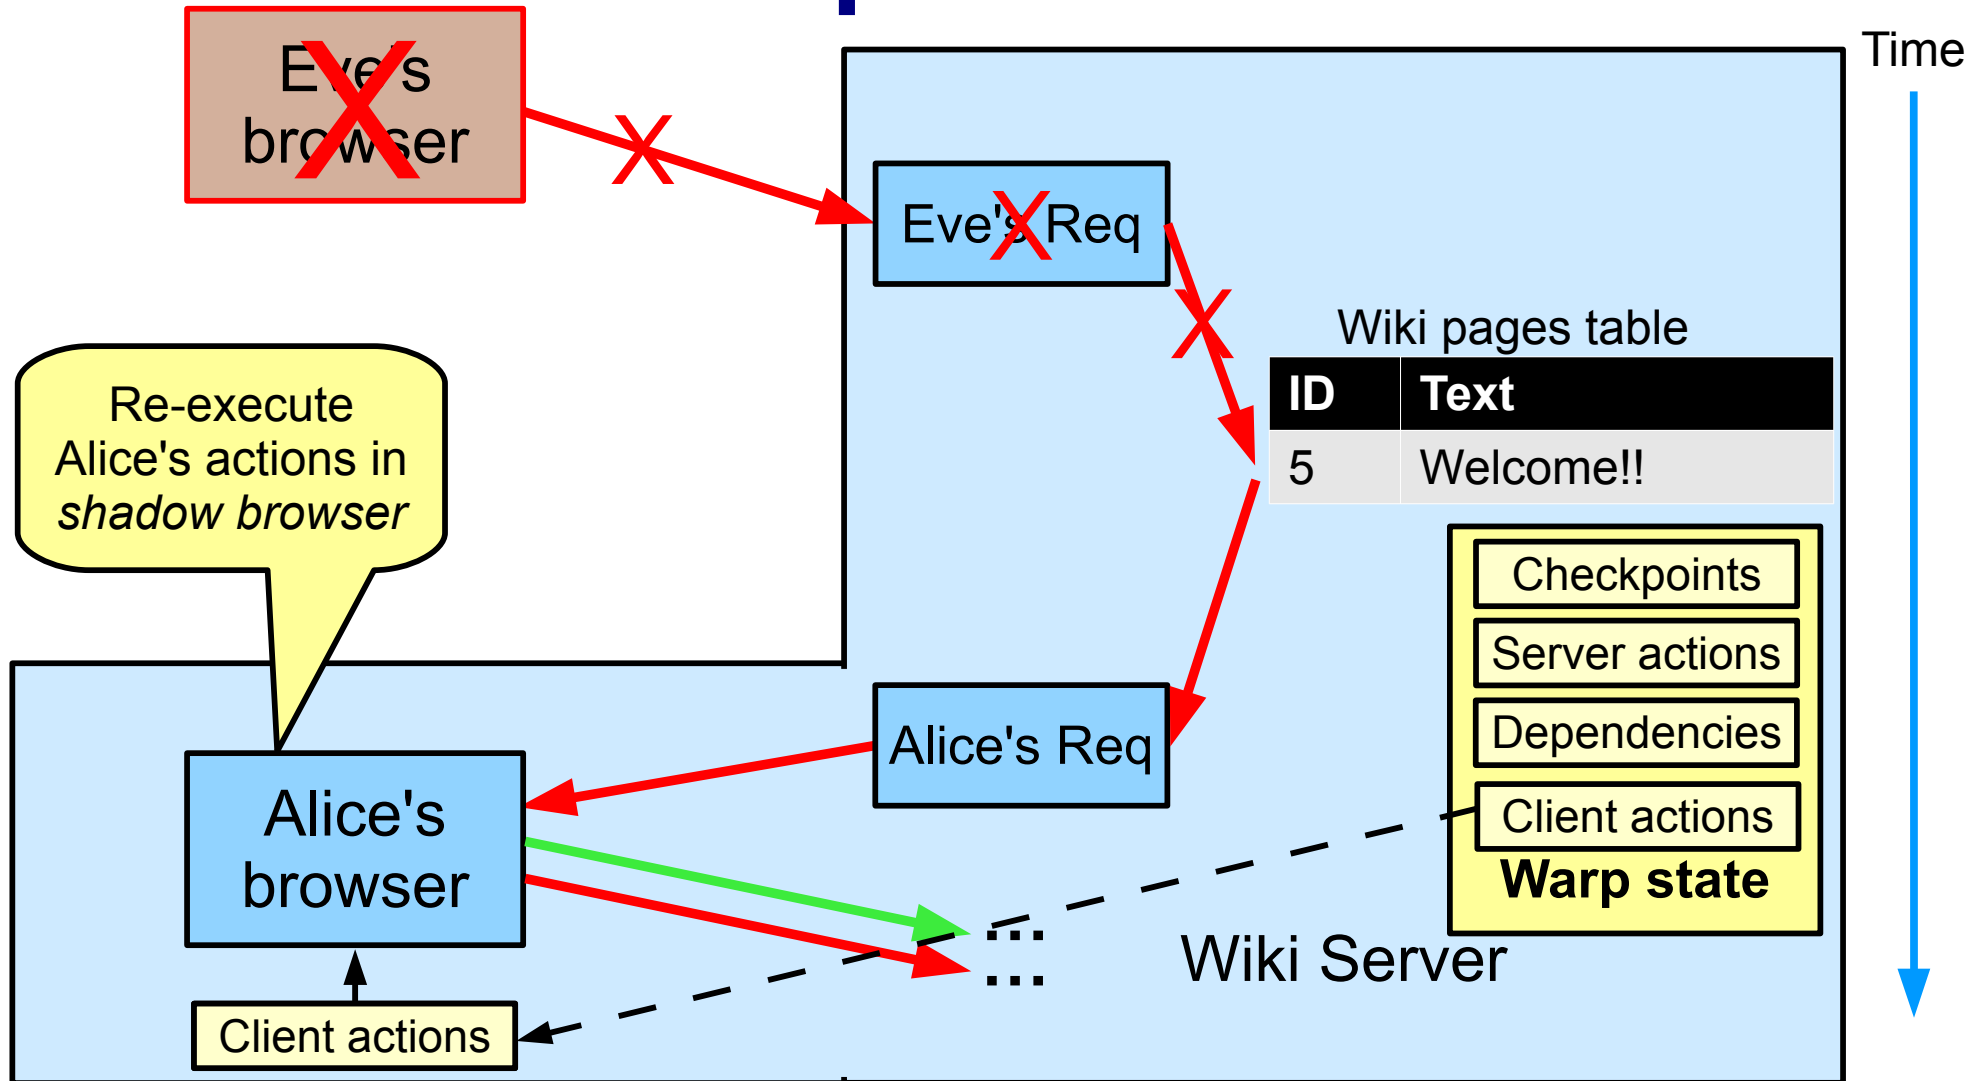 Time
Eve's
browser
X
X
Eve's Req
X
X
Wiki pages table
ID Text
5 Welcome!!
Re-execute
Alice's actions in
shadow browser
Checkpoints
Server actions
Dependencies
Client actions
Warp state
Alice's Req
Alice's
browser
...
...
Wiki Server
Client actions